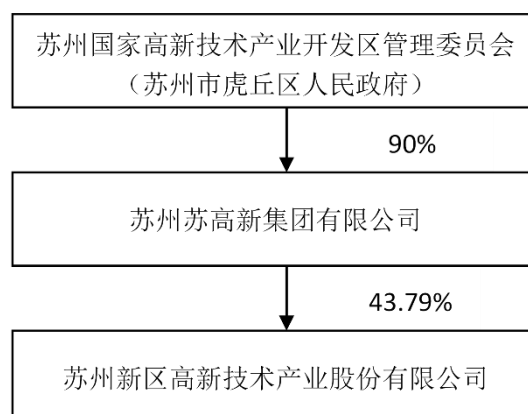 苏州国家高新技术产业开发区管理委员会
（苏州市虎丘区人民政府）
90%
苏州苏高新集团有限公司
43.79%
苏州新区高新技术产业股份有限公司